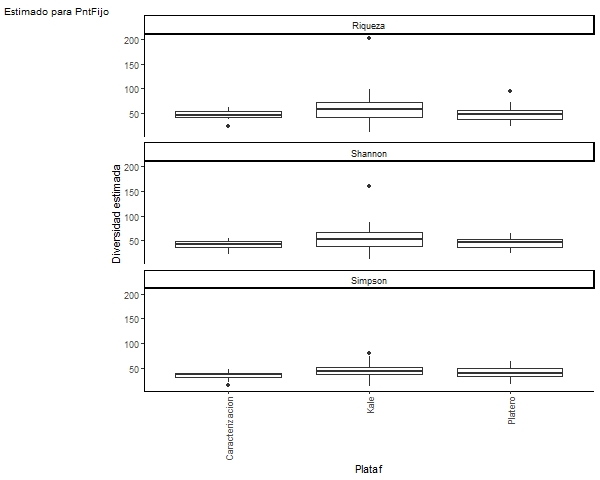 Estimado para PntFijo
Riqueza
200
150
100
50
Shannon
200
150
100
50
Simpson
200
150
100
50
Diversidad estimada
Caracterizacion
Kale
Platero
Plataf